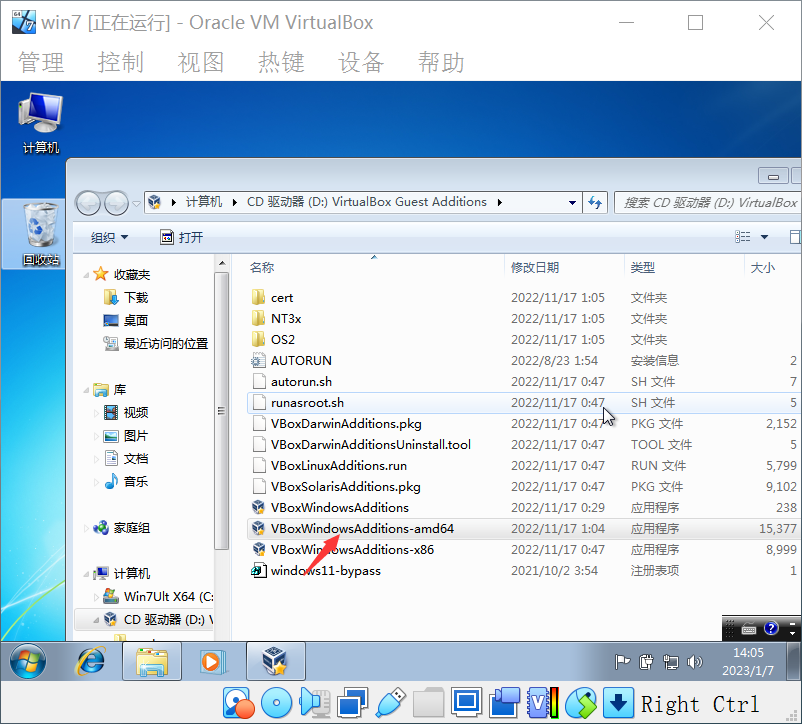 win7 [正在运行] - Oracle VM VirtualBox
管理 控制 视图 热键 设备 帮助
计算机
回收站
计算机 CD 驱动器 (D:) VirtualBox Guest Additions
搜索 CD 驱动器 (D:) VirtualBox
组织 打开
名称 修改日期 类型 大小
收藏夹
下载
桌面
最近访问的位置
库
视频
图片
文档
音乐
家庭组
计算机
Win7Ult X64 (C:
CD 驱动器 (D:) V
cert 2022/11/17 1:05 文件夹
NT3x 2022/11/17 1:05 文件夹
OS2 2022/11/17 1:05 文件夹
AUTORUN 2022/8/23 1:54 安装信息 2
autorun.sh 2022/11/17 0:47 SH 文件 7
runasroot.sh 2022/11/17 0:47 SH 文件 5
VBoxDarwinAdditions.pkg 2022/11/17 0:47 PKG 文件 2,152
VBoxDarwinAdditionsUninstall.tool 2022/11/17 0:47 TOOL 文件 5
VBoxLinuxAdditions.run 2022/11/17 0:47 RUN 文件 5,799
VBoxSolarisAdditions.pkg 2022/11/17 0:47 PKG 文件 9,102
VBoxWindowsAdditions 2022/11/17 0:29 应用程序 238
VBoxWindowsAdditions-amd64 2022/11/17 1:04 应用程序 15,377
VBoxWindowsAdditions-x86 2022/11/17 0:47 应用程序 8,999
windows11-bypass 2021/10/2 3:54 注册表项 1
14:05
2023/1/7
Right Ctrl